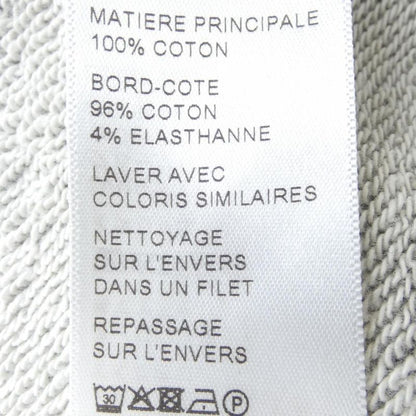 MATIERE PRINCIPALE
100% COTON
BORD-COTE
96% COTON
4% ELASTHANNE
LAVER AVEC
COLORIS SIMILAIRES
NETTOYAGE
SUR L'ENVERS
DANS UN FILET
REPASSAGE
SUR L'ENVERS
30 P